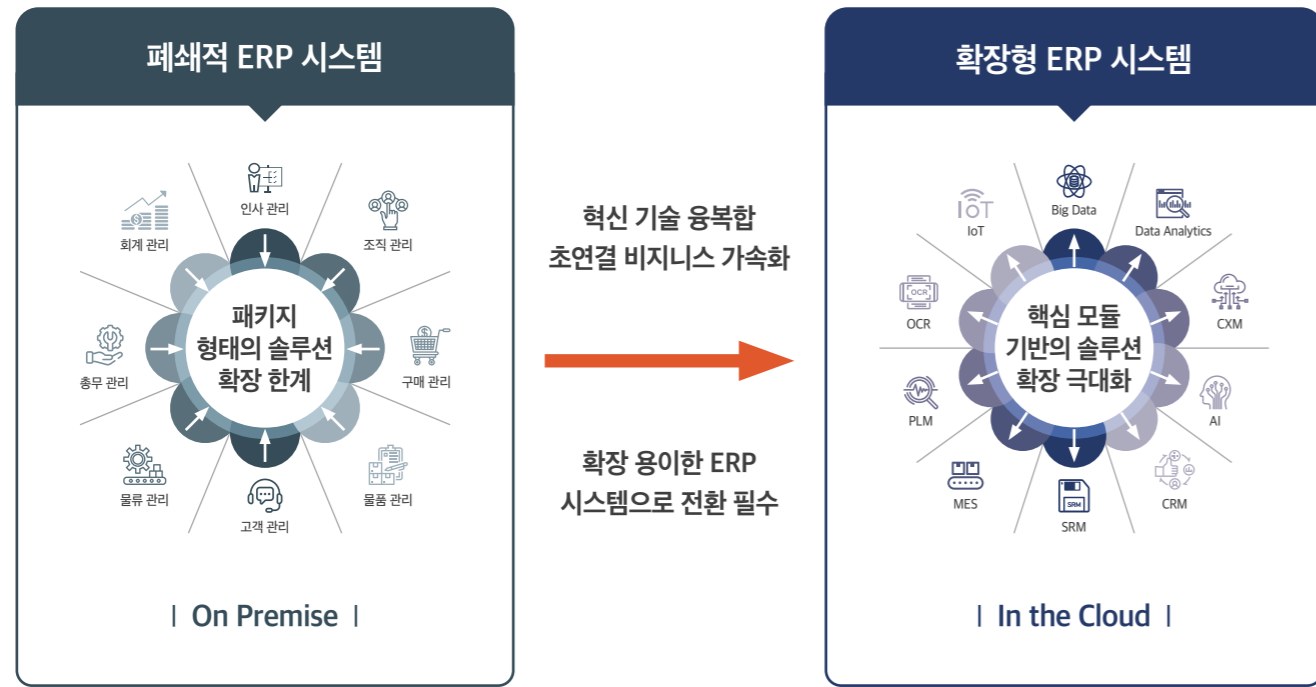 폐쇄적 ERP 시스템
인사 관리
회계 관리
조직 관리
패키지
형태의 솔루션
확장 한계
총무 관리
구매 관리
물류 관리
물품 관리
고객 관리
| On Premise |
혁신 기술 융복합
초연결 비지니스 가속화
확장 용이한 ERP
시스템으로 전환 필수
확장형 ERP 시스템
Big Data
IoT
IoT
Data Analytics
OCR
OCR
CXM
핵심 모듈
기반의 솔루션
확장 극대화
PLM
AI
MES
CRM
SRM
SRM
| In the Cloud |